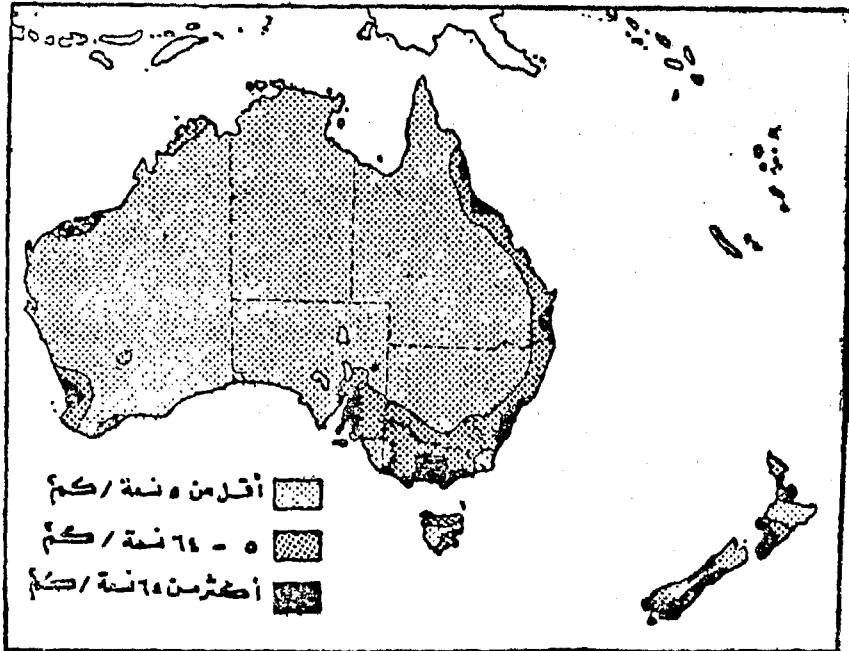 أقل من ٥ نسمة / كم٢
٥ - ٦٤ نسمة / كم٢
أكثر من ٦٤ نسمة / كم٢